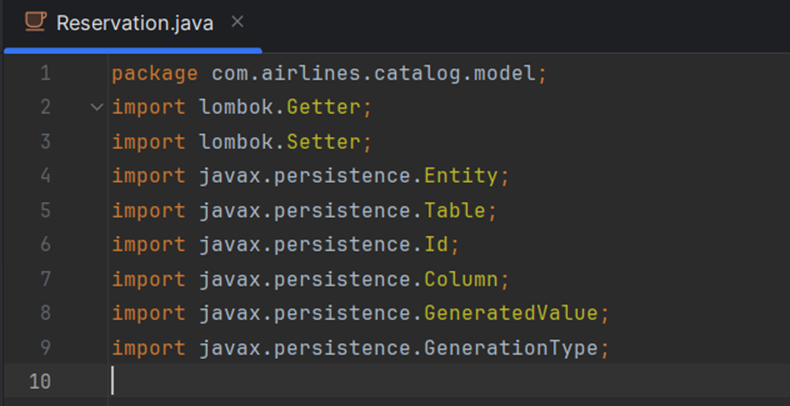 Reservation.java
1 package com.airlines.catalog.model;
2 import lombok.Getter;
3 import lombok.Setter;
4 import javax.persistence.Entity;
5 import javax.persistence.Table;
6 import javax.persistence.Id;
7 import javax.persistence.Column;
8 import javax.persistence.GeneratedValue;
9 import javax.persistence.GenerationType;
10